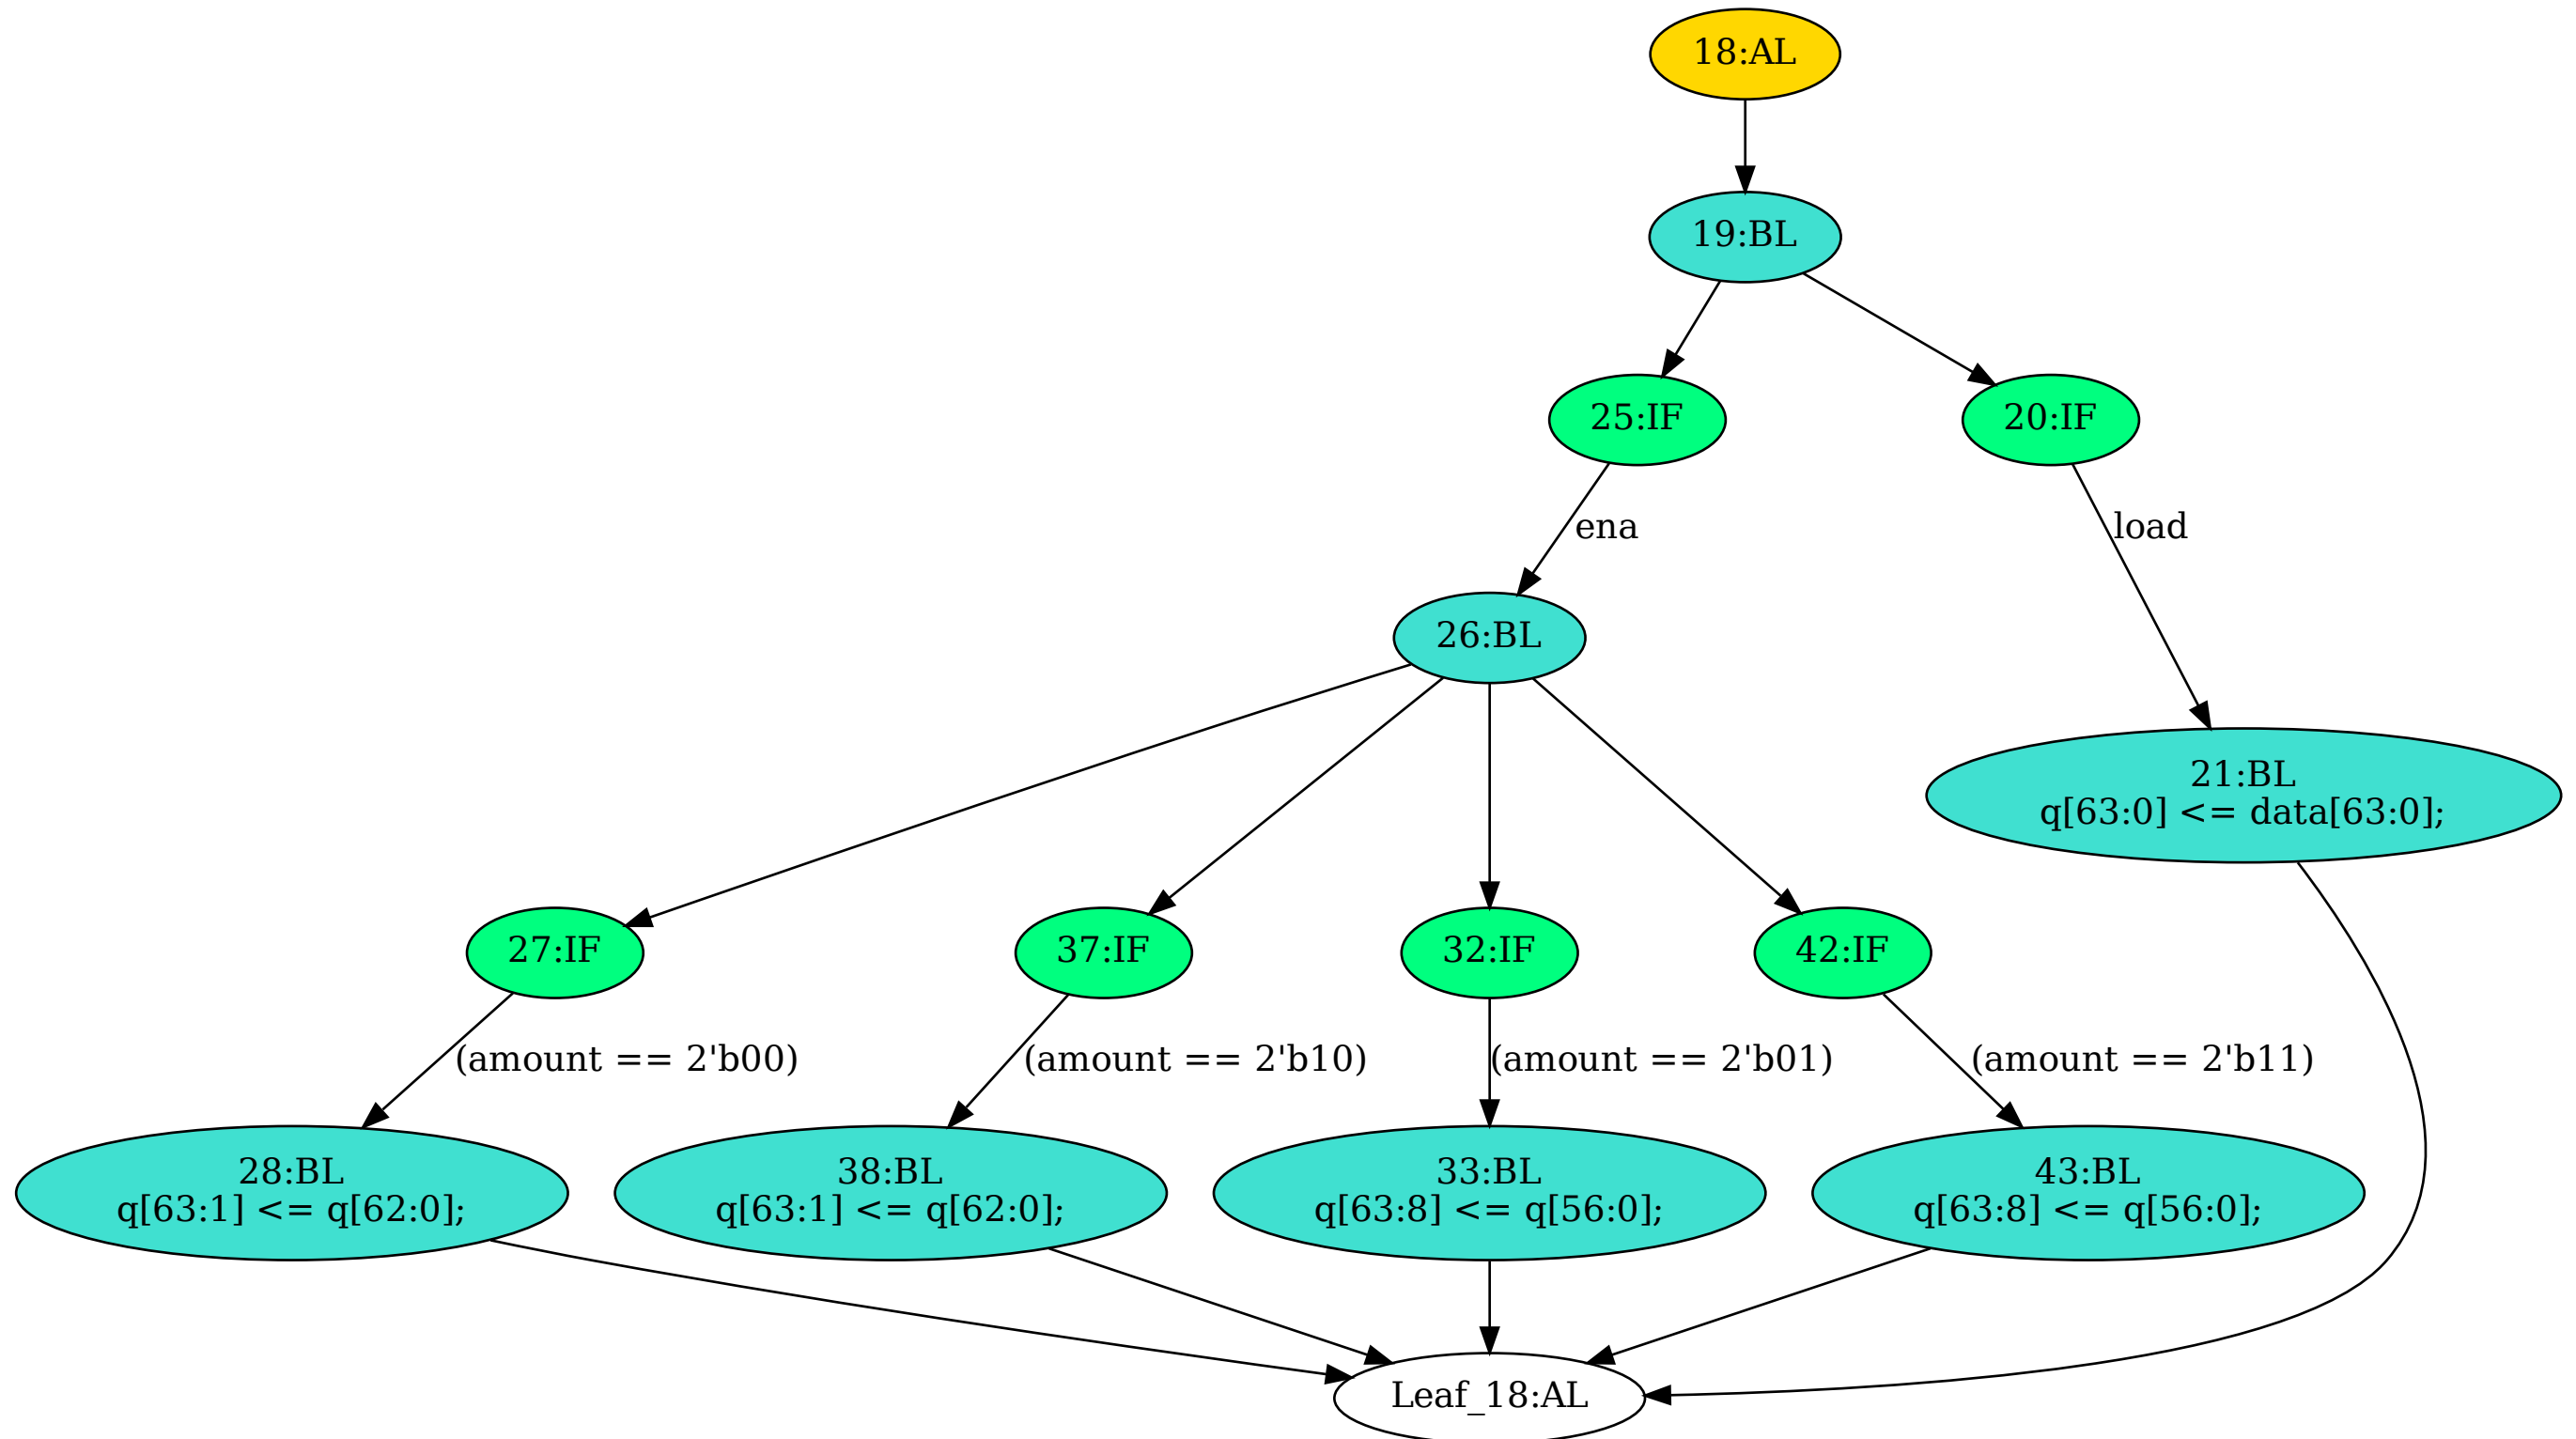 18:AL
19:BL
25:IF
20:IF
ena
load
26:BL
21:BL
q[63:0] <= data[63:0];
27:IF
37:IF
32:IF
42:IF
(amount == 2'b00)
(amount == 2'b10)
(amount == 2'b01)
(amount == 2'b11)
28:BL
q[63:1] <= q[62:0];
38:BL
q[63:1] <= q[62:0];
33:BL
q[63:8] <= q[56:0];
43:BL
q[63:8] <= q[56:0];
Leaf_18:AL